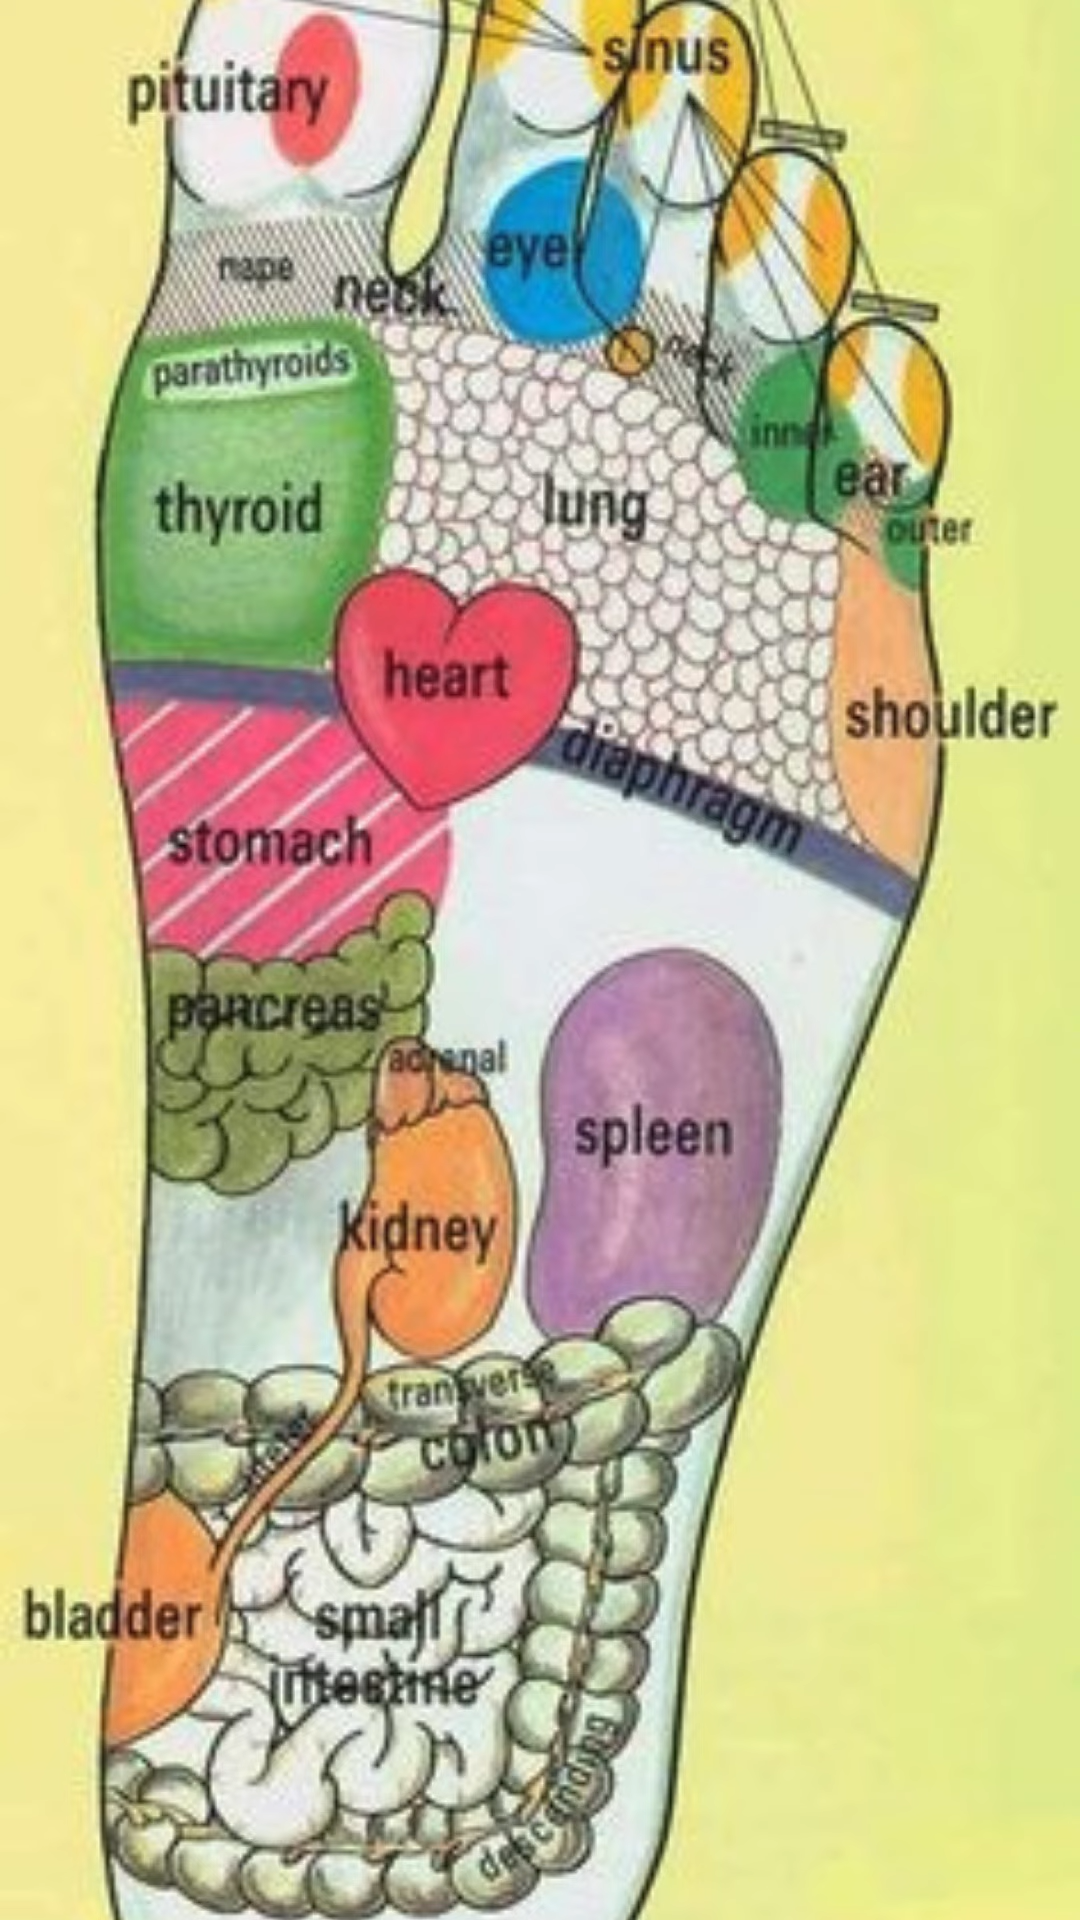 sinus
pituitary
eye
nape
neck
neck
parathyroids
inner
ear
thyroid
lung
outer
heart
shoulder
diaphragm
stomach
pancreas
adrenal
spleen
kidney
transverse
colon
ureter
bladder
small
intestine
descending